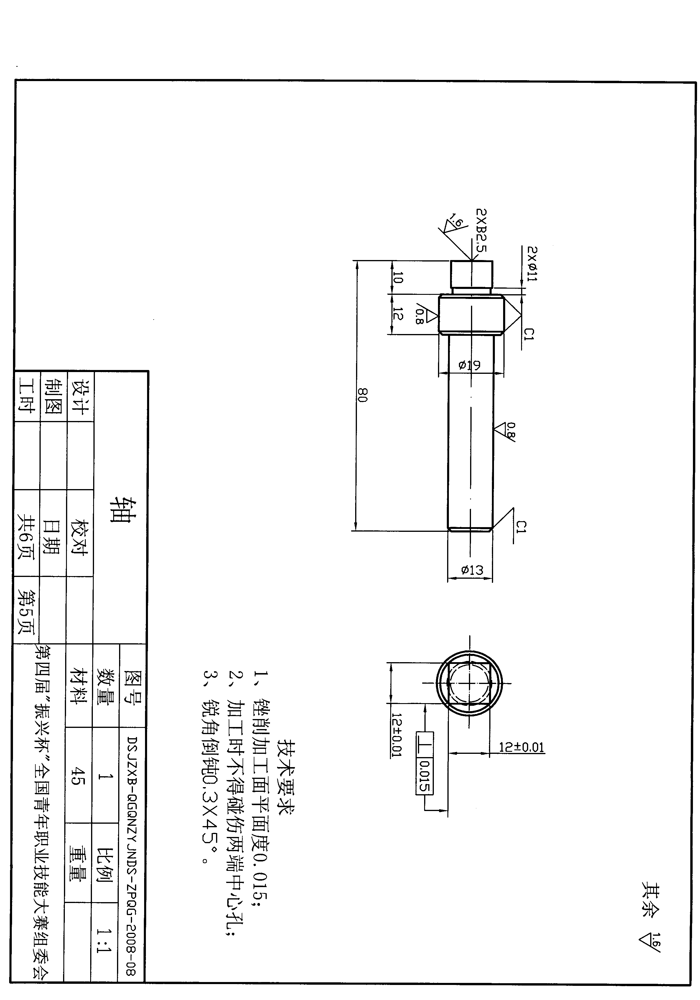 其余 1.6
2XB2.5
1.6
2Xø11
C1
0.8
C1
ø19
0.8
ø13
10
12
80
12±0.01
12±0.01
⊥ 0.015
技术要求
1、锉削加工面平面度0.015;
2、加工时不得碰伤两端中心孔;
3、锐角倒钝0.3X45°。
轴
图号 DSJZXB-QGQNZYJNDS-ZPQG-2008-08
数量 1 比例 1:1
设计 校对 材料 45 重量
制图 日期
工时 共6页 第5页
第四届“振兴杯”全国青年职业技能大赛组委会